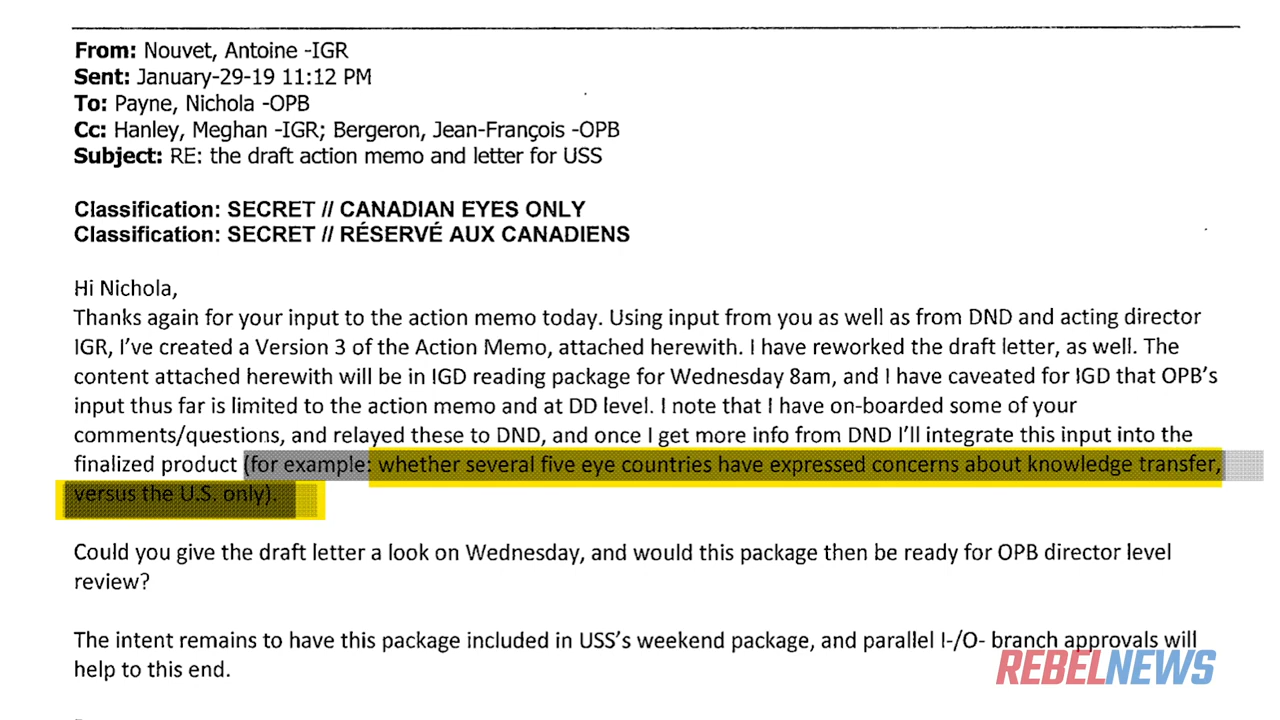 From: Nouvet, Antoine -IGR
Sent: January-29-19 11:12 PM
To: Payne, Nichola -OPB
Cc: Hanley, Meghan -IGR; Bergeron, Jean-François -OPB
Subject: RE: the draft action memo and letter for USS
Classification: SECRET // CANADIAN EYES ONLY
Classification: SECRET // RÉSERVÉ AUX CANADIENS
Hi Nichola,
Thanks again for your input to the action memo today. Using input from you as well as from DND and acting director
IGR, I've created a Version 3 of the Action Memo, attached herewith. I have reworked the draft letter, as well. The
content attached herewith will be in IGD reading package for Wednesday 8am, and I have caveated for IGD that OPB's
input thus far is limited to the action memo and at DD level. I note that I have on-boarded some of your
comments/questions, and relayed these to DND, and once I get more info from DND I'll integrate this input into the
finalized product (for example: whether several five eye countries have expressed concerns about knowledge transfer,
versus the U.S. only).
Could you give the draft letter a look on Wednesday, and would this package then be ready for OPB director level
review?
The intent remains to have this package included in USS's weekend package, and parallel I-/O- branch approvals will
help to this end.
REBELNEWS